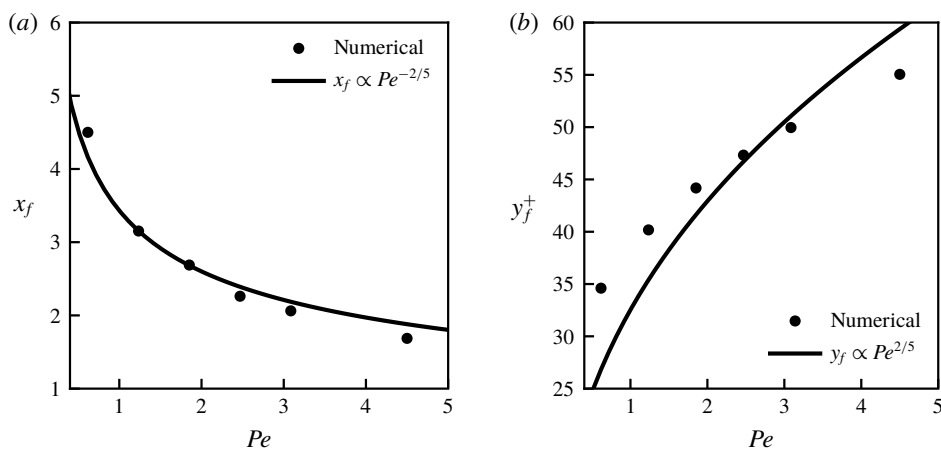 (a)
6
5
4
3
2
1
x_f
Numerical
x_f ∝ Pe^{-2/5}
1 2 3 4 5
Pe
(b)
60
55
50
45
40
35
30
25
y_f^+
Numerical
y_f ∝ Pe^{2/5}
1 2 3 4 5
Pe